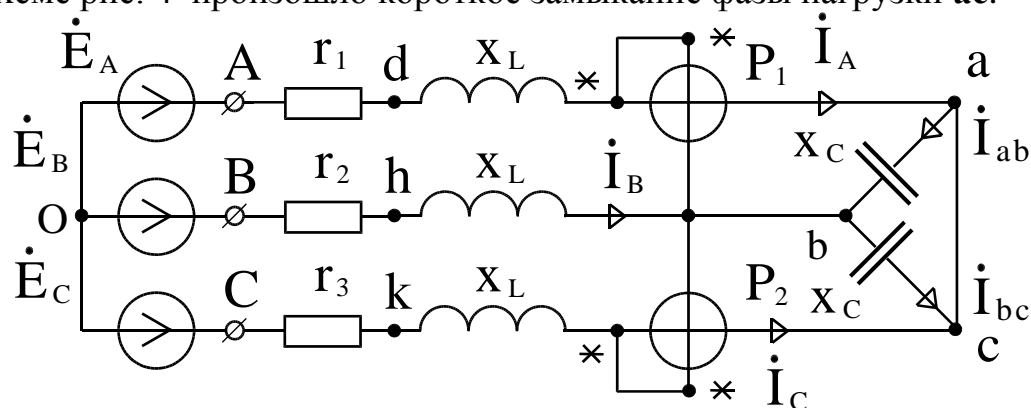 схеме рис. 4 произошло короткое замыкание фазы нагрузки ac.
Ė_A A r₁ d x_L * * P₁ İ_A a
Ė_B B r₂ h x_L İ_B x_C İ_ab
O b
Ė_C C r₃ k x_L * * P₂ x_C İ_bc
İ_C c